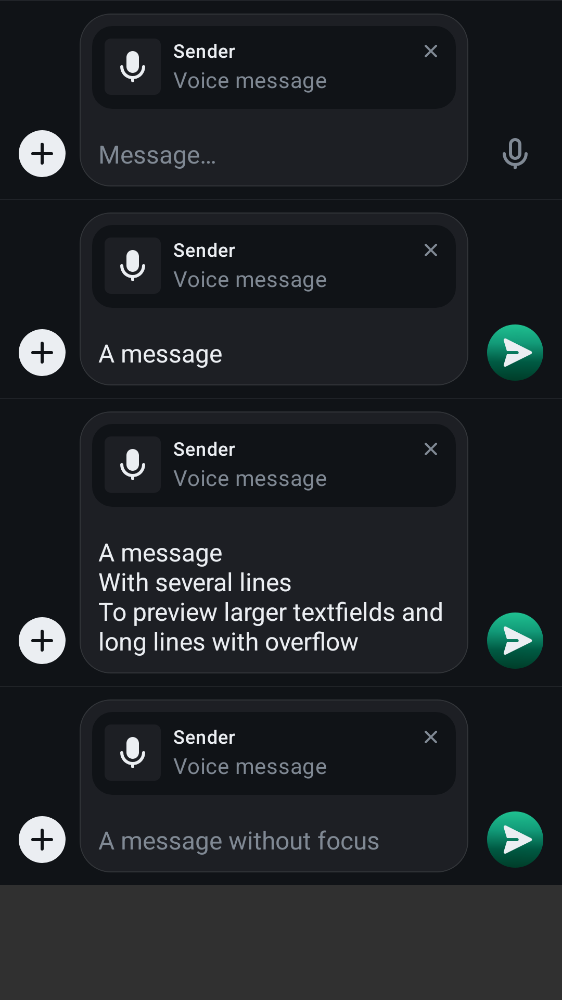 Sender
Voice message
Message…
Sender
Voice message
A message
Sender
Voice message
A message
With several lines
To preview larger textfields and
long lines with overflow
Sender
Voice message
A message without focus